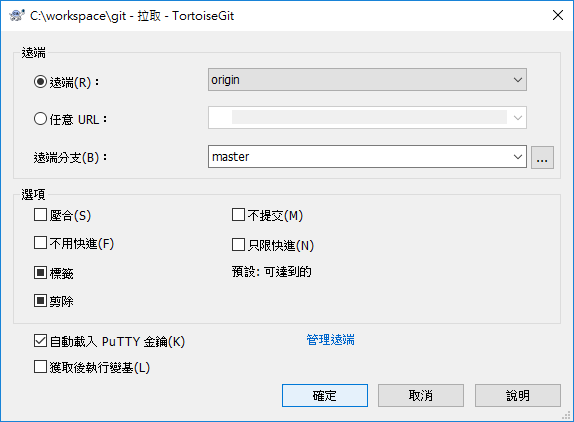 C:\workspace\git - 拉取 - TortoiseGit
遠端
遠端(R)： origin
任意 URL：
遠端分支(B)： master ...
選項
壓合(S) 不提交(M)
不用快進(F) 只限快進(N)
標籤 預設: 可達到的
剪除
自動載入 PuTTY 金鑰(K) 管理遠端
獲取後執行變基(L)
確定 取消 說明